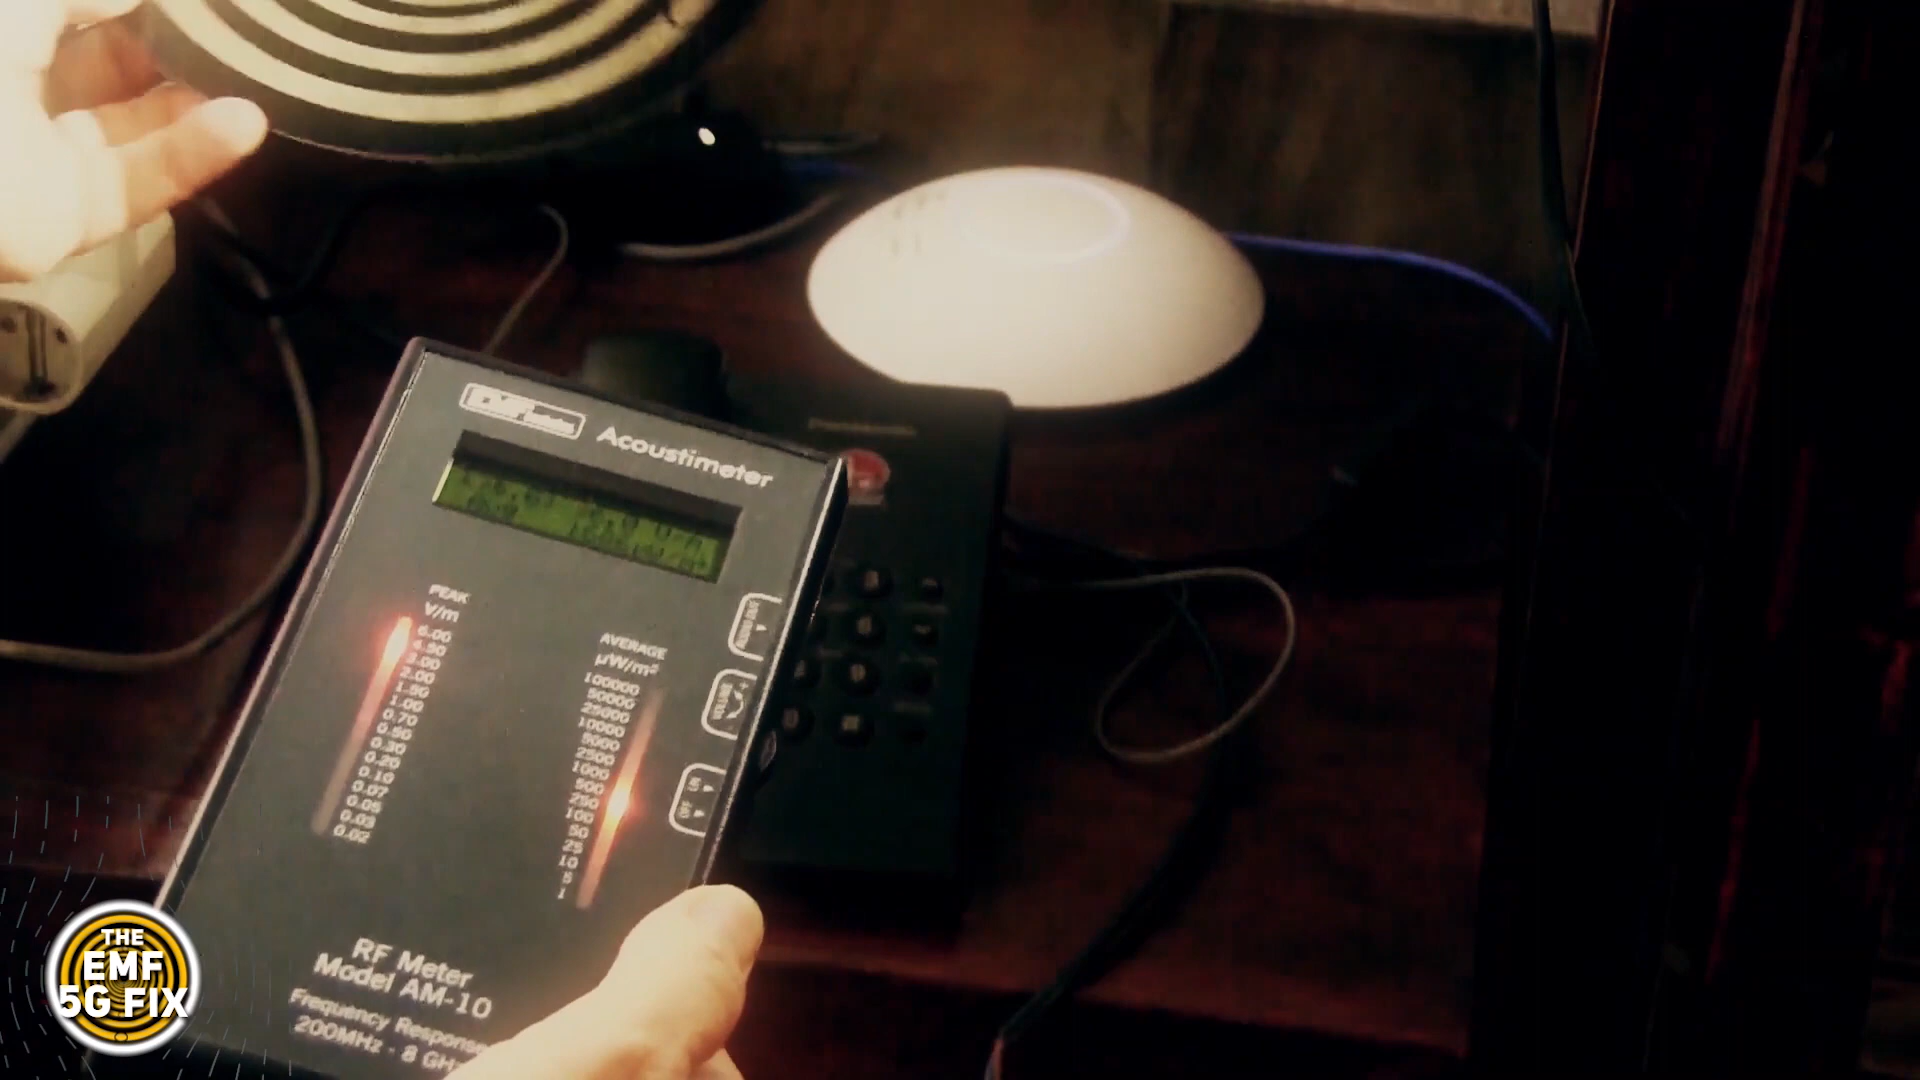 Acoustimeter
PEAK
V/m
6.00
4.50
3.00
2.00
1.50
1.00
0.70
0.50
0.30
0.20
0.10
0.07
0.05
0.03
0.02
AVERAGE
µW/m²
100000
50000
25000
10000
5000
2500
1000
500
250
100
50
25
10
5
1
RF Meter
Model AM-10
Frequency Response
200MHz - 8 GHz
THE
EMF
5G FIX